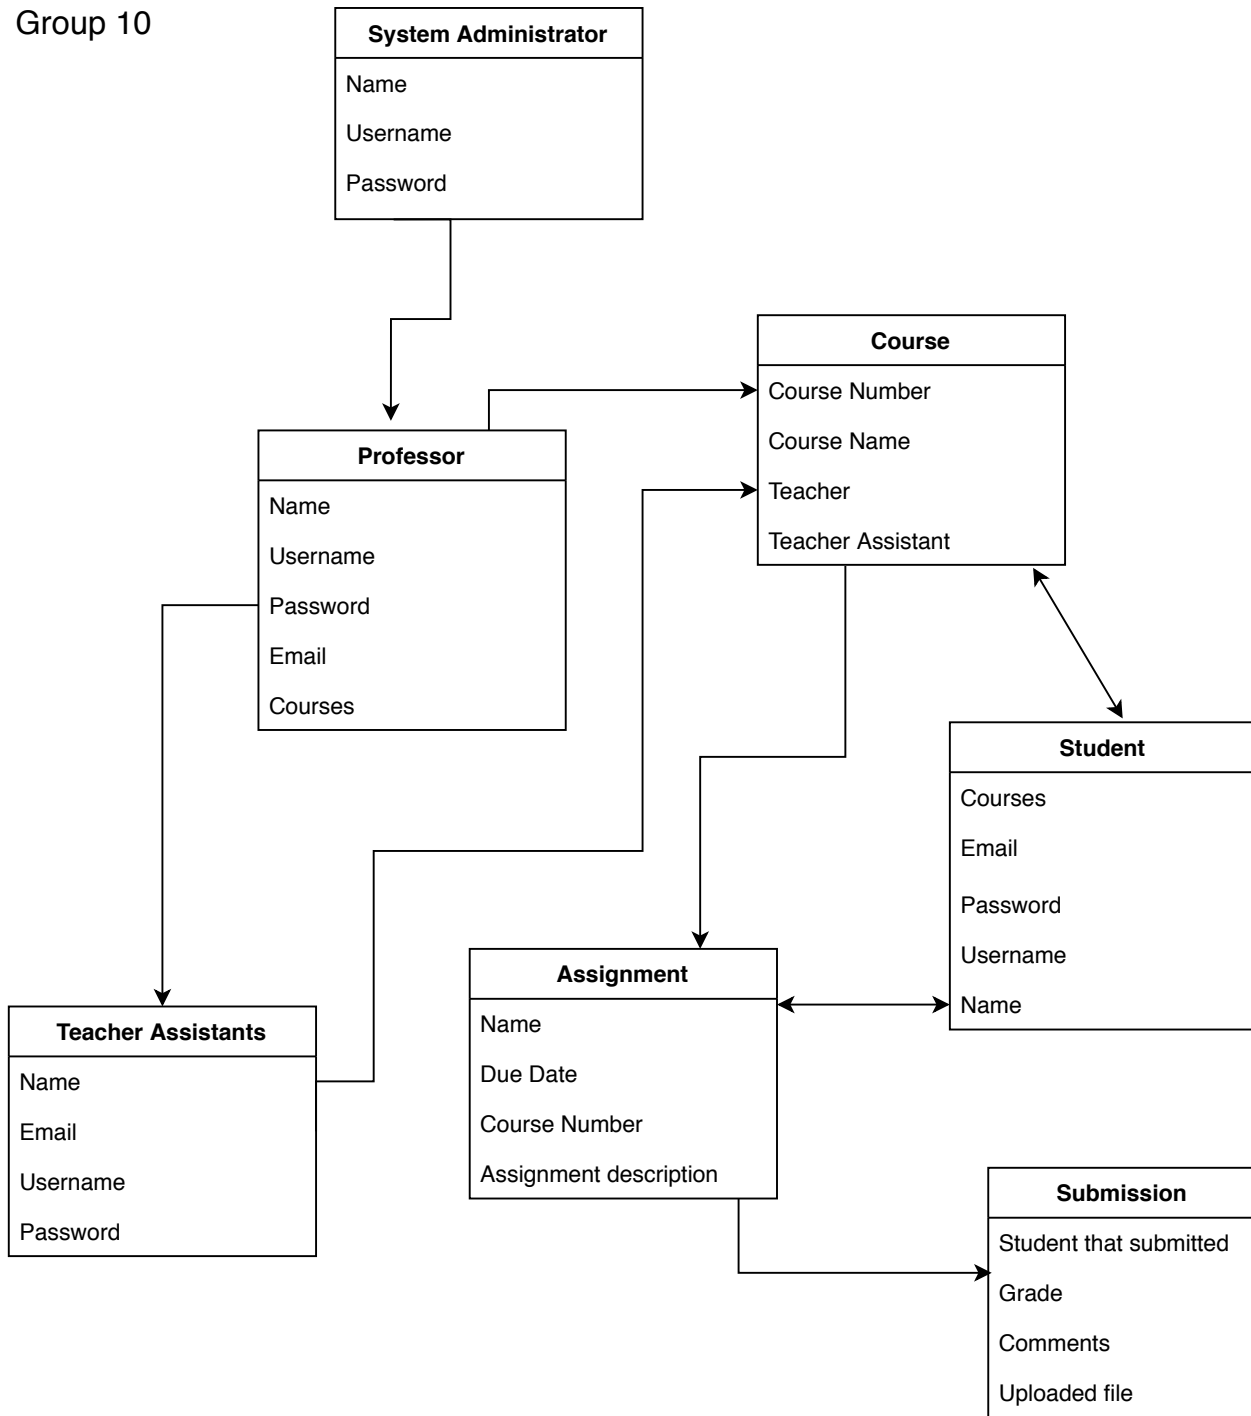 Group 10
System Administrator
Name
Username
Password
Course
Course Number
Course Name
Teacher
Teacher Assistant
Professor
Name
Username
Password
Email
Courses
Student
Courses
Email
Password
Username
Name
Assignment
Name
Due Date
Course Number
Assignment description
Teacher Assistants
Name
Email
Username
Password
Submission
Student that submitted
Grade
Comments
Uploaded file